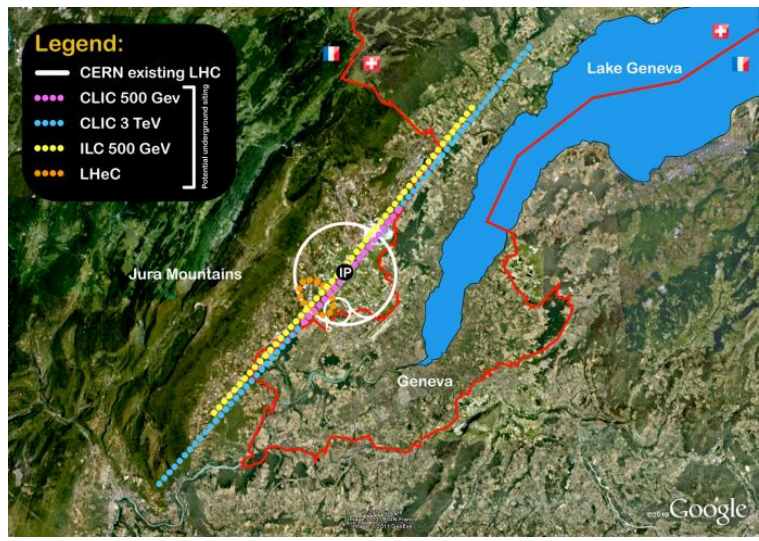 Legend:
CERN existing LHC
CLIC 500 Gev
CLIC 3 TeV
ILC 500 GeV
LHeC
Potential underground siting
Lake Geneva
Jura Mountains
IP
Geneva
Google